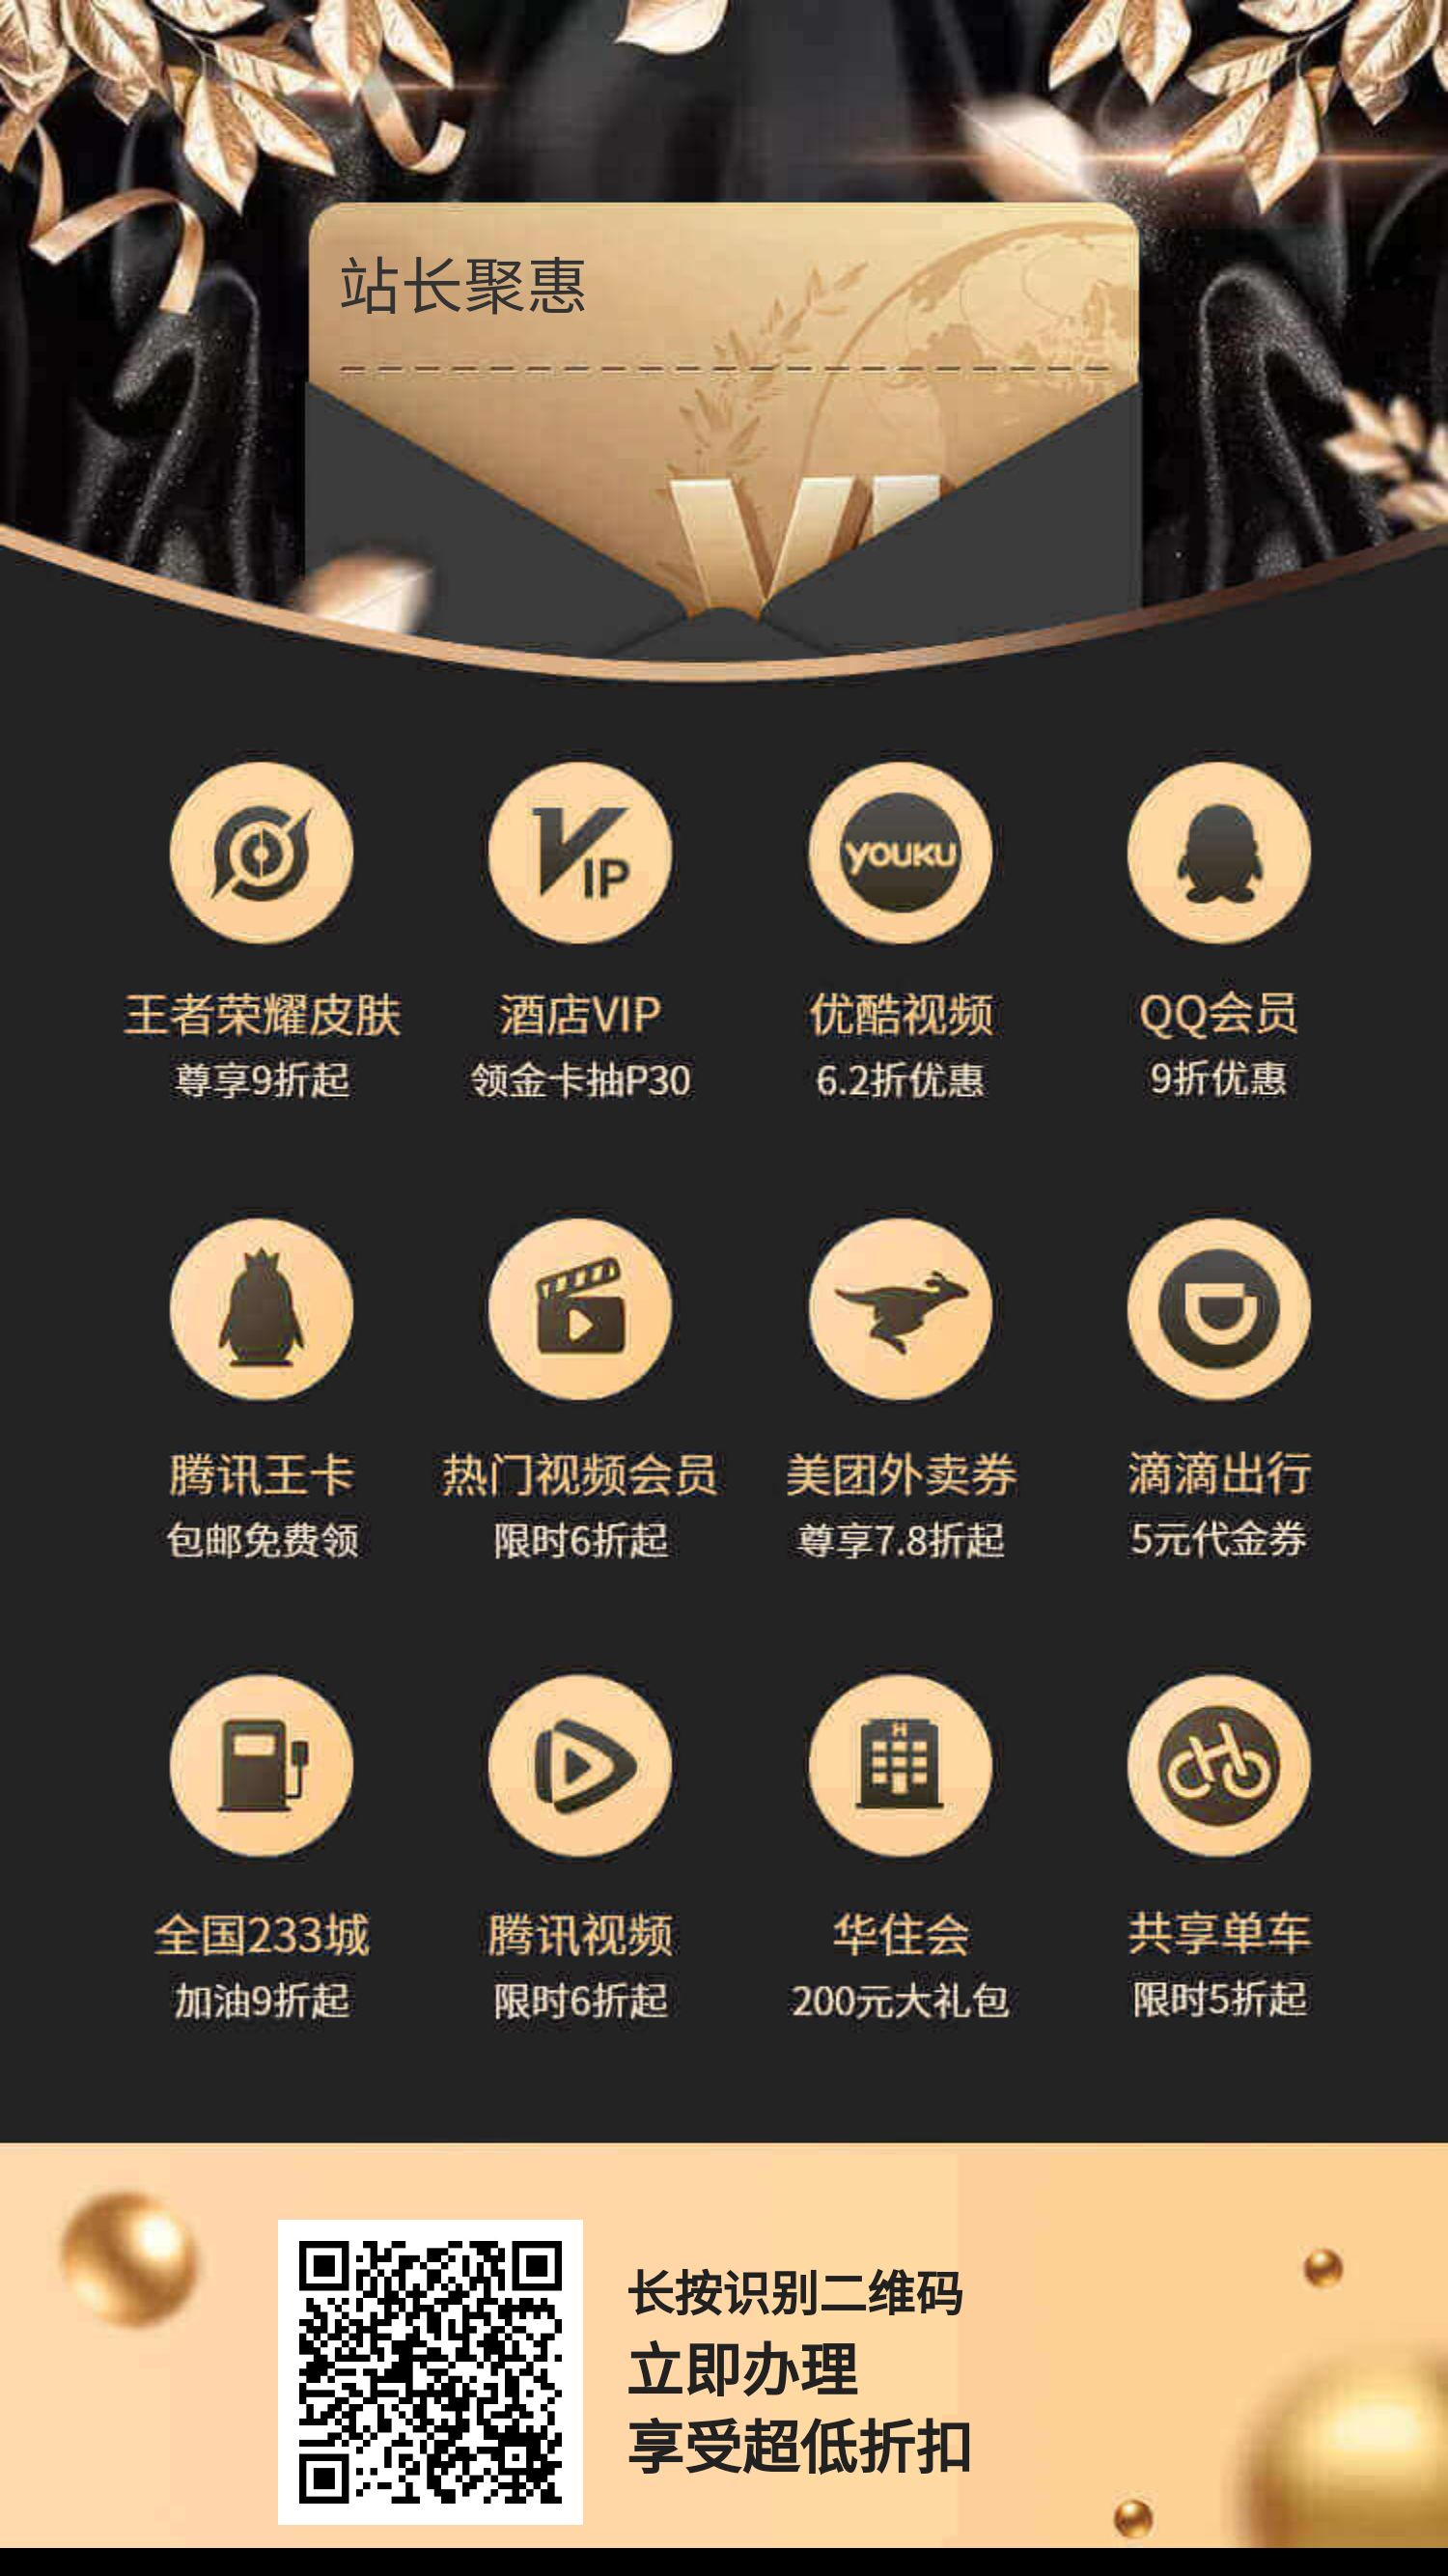 站长聚惠
VI
VIP
YOUKU
王者荣耀皮肤
酒店VIP
优酷视频
QQ会员
尊享9折起
领金卡抽P30
6.2折优惠
9折优惠
腾讯王卡
热门视频会员
美团外卖券
滴滴出行
包邮免费领
限时6折起
尊享7.8折起
5元代金券
H
全国233城
腾讯视频
华住会
共享单车
加油9折起
限时6折起
200元大礼包
限时5折起
长按识别二维码
立即办理
享受超低折扣